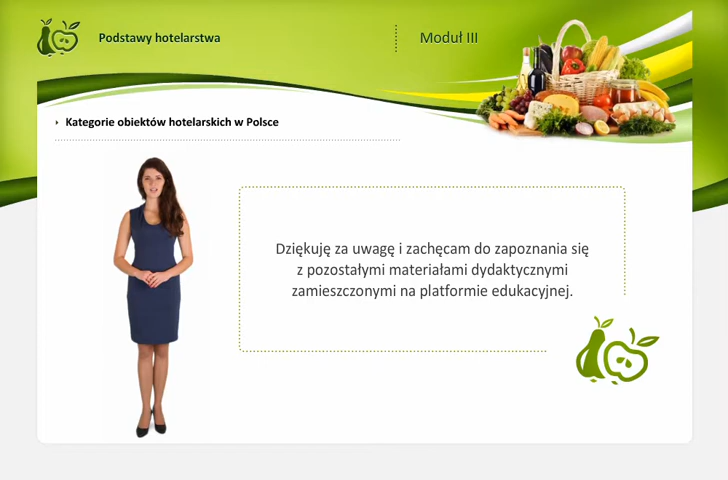 Podstawy hotelarstwa
Moduł III
Kategorie obiektów hotelarskich w Polsce
Dziękuję za uwagę i zachęcam do zapoznania się
z pozostałymi materiałami dydaktycznymi
zamieszczonymi na platformie edukacyjnej.